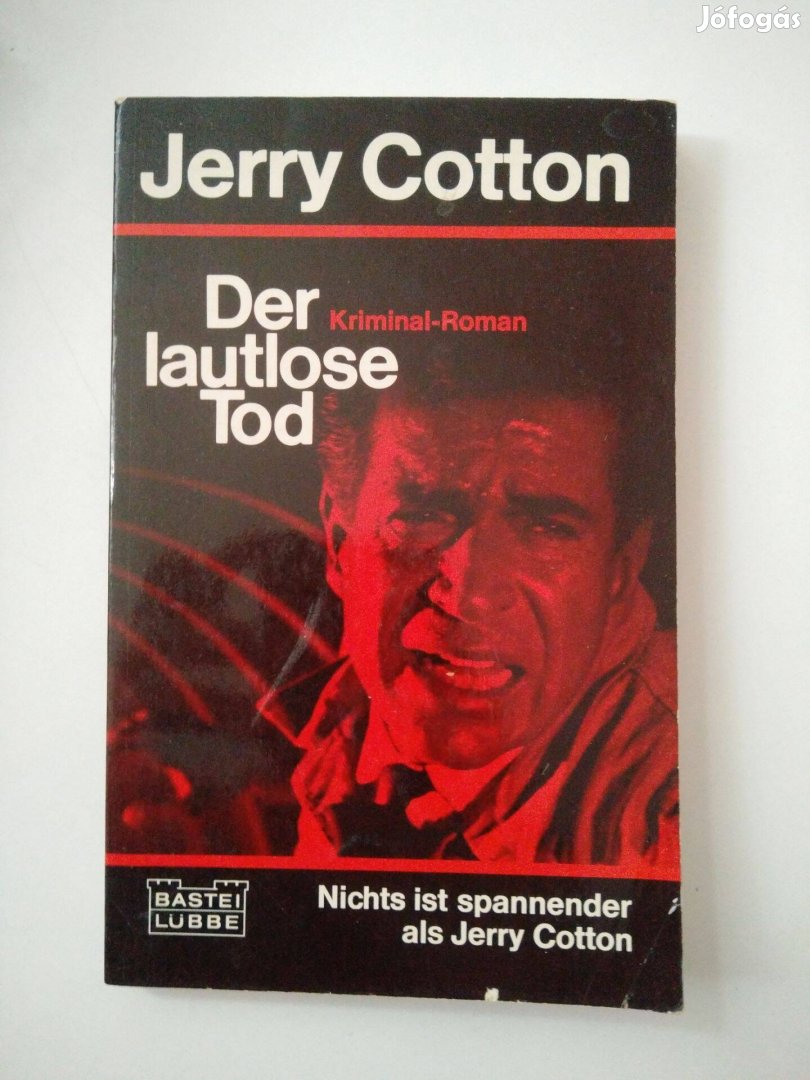 Jófogás
Jerry Cotton
Der
Kriminal-Roman
lautlose
Tod
BASTEI
LÜBBE
Nichts ist spannender
als Jerry Cotton